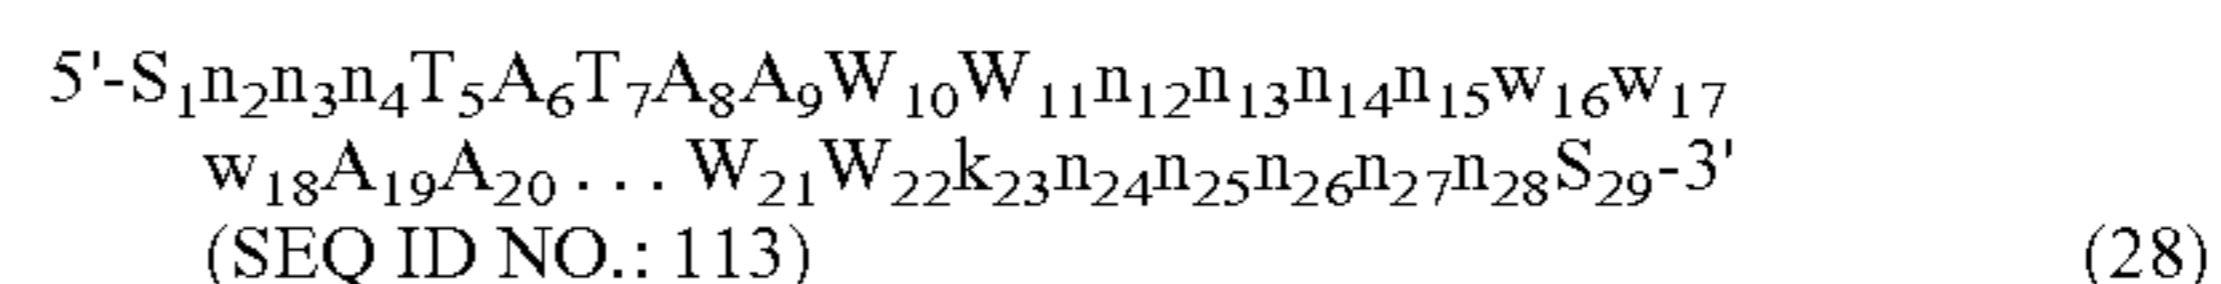 5'-S₁n₂n₃n₄T₅A₆T₇A₈A₉W₁₀W₁₁n₁₂n₁₃n₁₄n₁₅w₁₆w₁₇
w₁₈A₁₉A₂₀ . . . W₂₁W₂₂k₂₃n₂₄n₂₅n₂₆n₂₇n₂₈S₂₉-3'
(SEQ ID NO.: 113) (28)